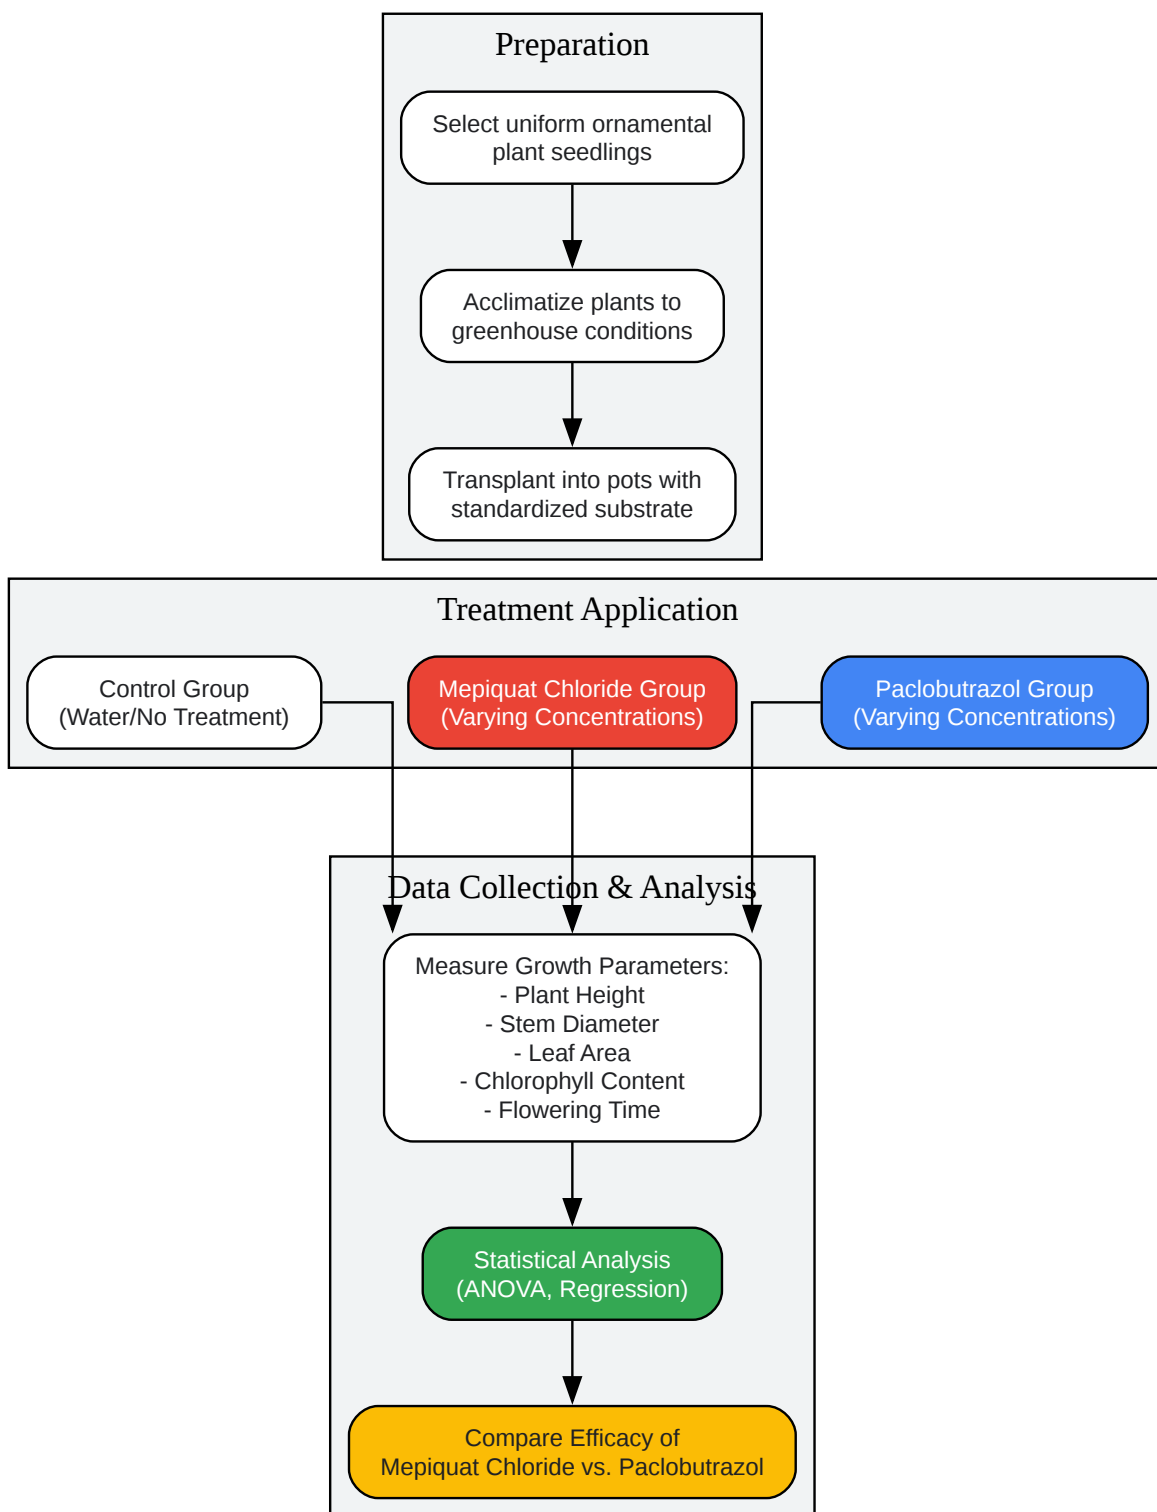 Preparation
Select uniform ornamental
plant seedlings
Acclimatize plants to
greenhouse conditions
Transplant into pots with
standardized substrate
Treatment Application
Control Group
(Water/No Treatment)
Mepiquat Chloride Group
(Varying Concentrations)
Paclobutrazol Group
(Varying Concentrations)
Data Collection & Analysis
Measure Growth Parameters:
- Plant Height
- Stem Diameter
- Leaf Area
- Chlorophyll Content
- Flowering Time
Statistical Analysis
(ANOVA, Regression)
Compare Efficacy of
Mepiquat Chloride vs. Paclobutrazol